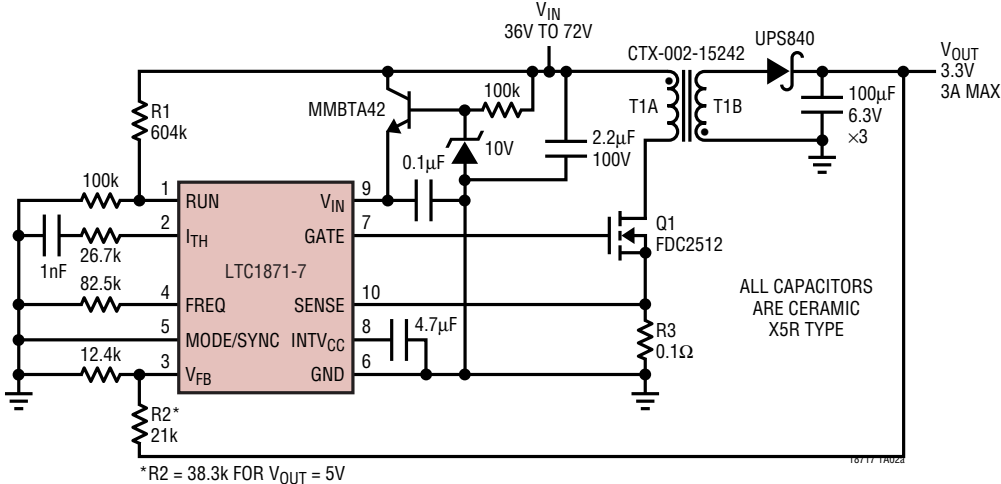 V_IN
36V TO 72V
CTX-002-15242
UPS840
V_OUT
3.3V
3A MAX
R1
604k
MMBTA42
100k
T1A
T1B
100µF
6.3V
×3
10V
2.2µF
100V
0.1µF
100k
1
RUN
V_IN
9
2
I_TH
GATE
7
Q1
FDC2512
1nF
26.7k
LTC1871-7
82.5k
4
FREQ
SENSE
10
ALL CAPACITORS
ARE CERAMIC
X5R TYPE
5
MODE/SYNC
INTV_CC
8
4.7µF
R3
0.1Ω
12.4k
3
V_FB
GND
6
R2*
21k
18717 TA02a
*R2 = 38.3k FOR V_OUT = 5V